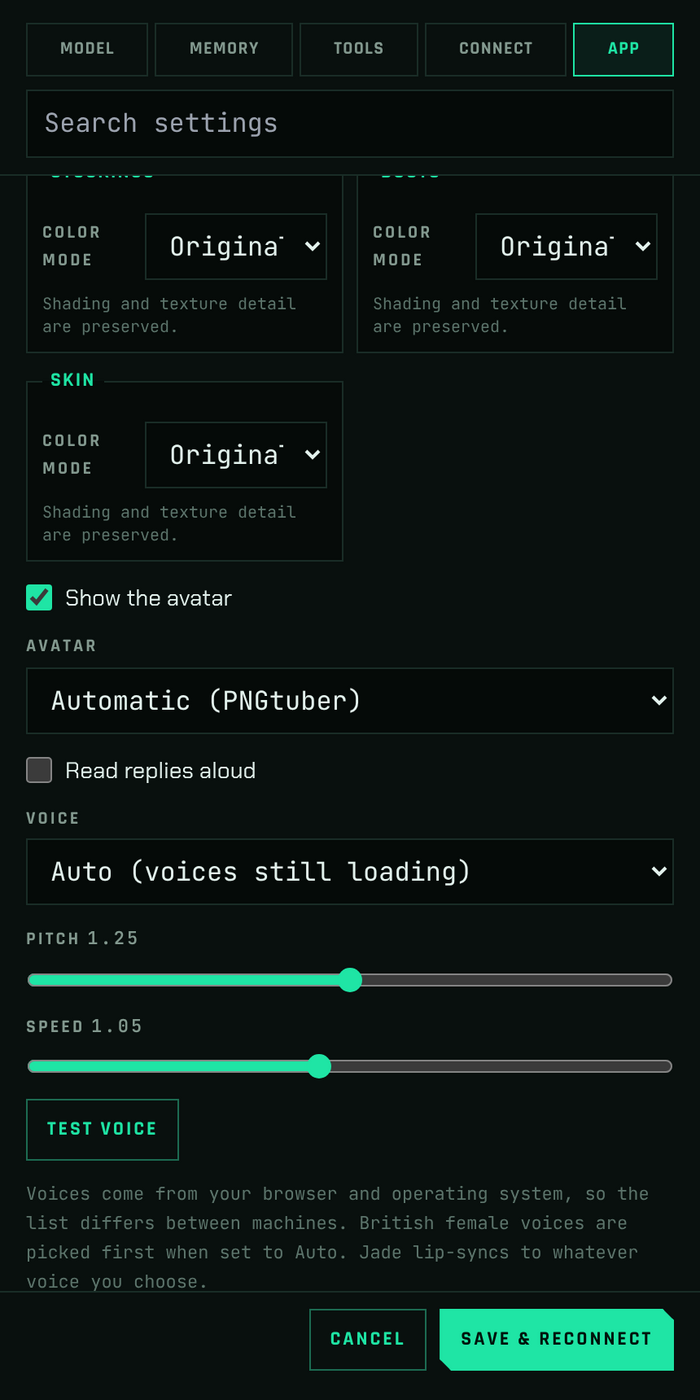 MODEL MEMORY TOOLS CONNECT APP
Search settings
COLOR MODE
Shading and texture detail
are preserved.
COLOR MODE
Shading and texture detail
are preserved.
SKIN
COLOR MODE
Shading and texture detail
are preserved.
Show the avatar
AVATAR
Automatic (PNGtuber)
Read replies aloud
VOICE
Auto (voices still loading)
PITCH 1.25
SPEED 1.05
TEST VOICE
Voices come from your browser and operating system, so the
list differs between machines. British female voices are
picked first when set to Auto. Jade lip-syncs to whatever
voice you choose.
CANCEL SAVE & RECONNECT